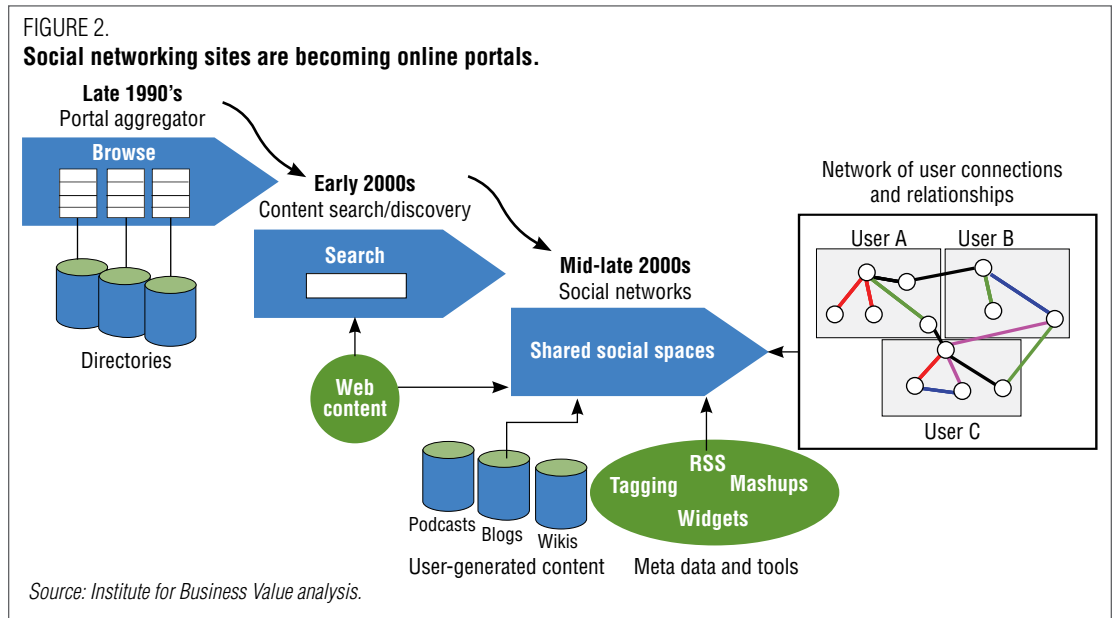 FIGURE 2.
Social networking sites are becoming online portals.
Late 1990's
Portal aggregator
Browse
Directories
Early 2000s
Content search/discovery
Search
Web
content
Mid-late 2000s
Social networks
Shared social spaces
Podcasts
Blogs
Wikis
User-generated content
RSS
Tagging
Mashups
Widgets
Meta data and tools
Network of user connections
and relationships
User A
User B
User C
Source: Institute for Business Value analysis.